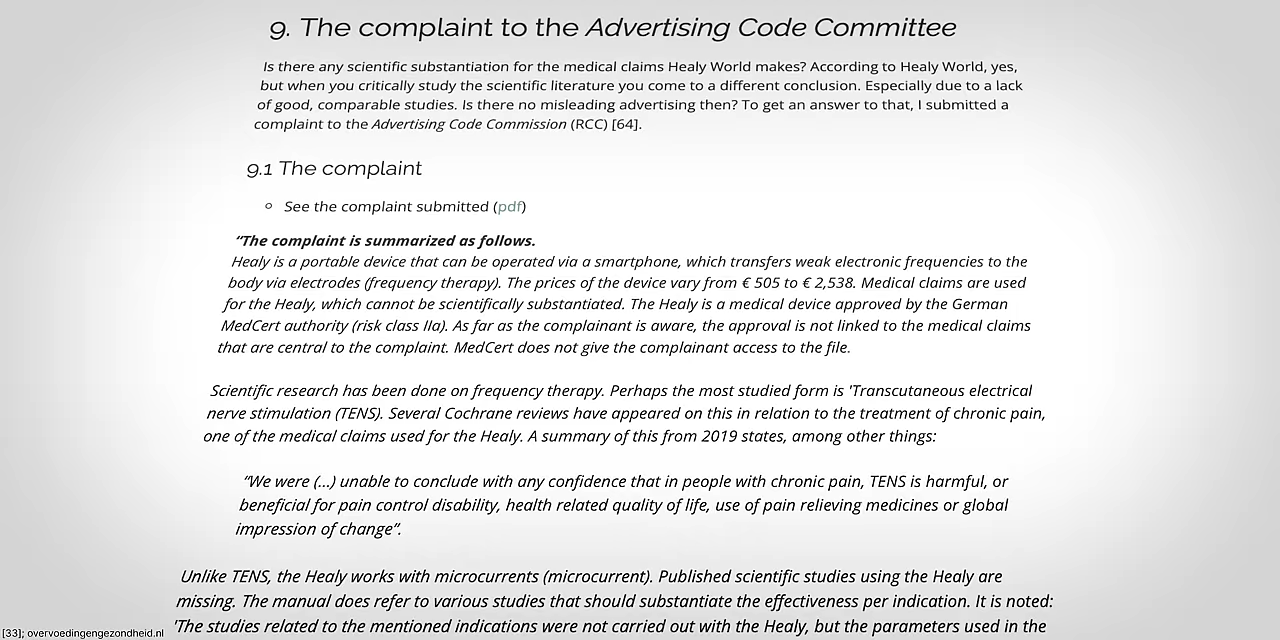 9. The complaint to the Advertising Code Committee
Is there any scientific substantiation for the medical claims Healy World makes? According to Healy World, yes,
but when you critically study the scientific literature you come to a different conclusion. Especially due to a lack
of good, comparable studies. Is there no misleading advertising then? To get an answer to that, I submitted a
complaint to the Advertising Code Commission (RCC) [64].
9.1 The complaint
o See the complaint submitted (pdf)
“The complaint is summarized as follows.
Healy is a portable device that can be operated via a smartphone, which transfers weak electronic frequencies to the
body via electrodes (frequency therapy). The prices of the device vary from € 505 to € 2,538. Medical claims are used
for the Healy, which cannot be scientifically substantiated. The Healy is a medical device approved by the German
MedCert authority (risk class IIa). As far as the complainant is aware, the approval is not linked to the medical claims
that are central to the complaint. MedCert does not give the complainant access to the file.
Scientific research has been done on frequency therapy. Perhaps the most studied form is 'Transcutaneous electrical
nerve stimulation (TENS). Several Cochrane reviews have appeared on this in relation to the treatment of chronic pain,
one of the medical claims used for the Healy. A summary of this from 2019 states, among other things:
“We were (...) unable to conclude with any confidence that in people with chronic pain, TENS is harmful, or
beneficial for pain control disability, health related quality of life, use of pain relieving medicines or global
impression of change”.
Unlike TENS, the Healy works with microcurrents (microcurrent). Published scientific studies using the Healy are
missing. The manual does refer to various studies that should substantiate the effectiveness per indication. It is noted:
'The studies related to the mentioned indications were not carried out with the Healy, but the parameters used in the
[33]; overvoedingengezondheid.nl